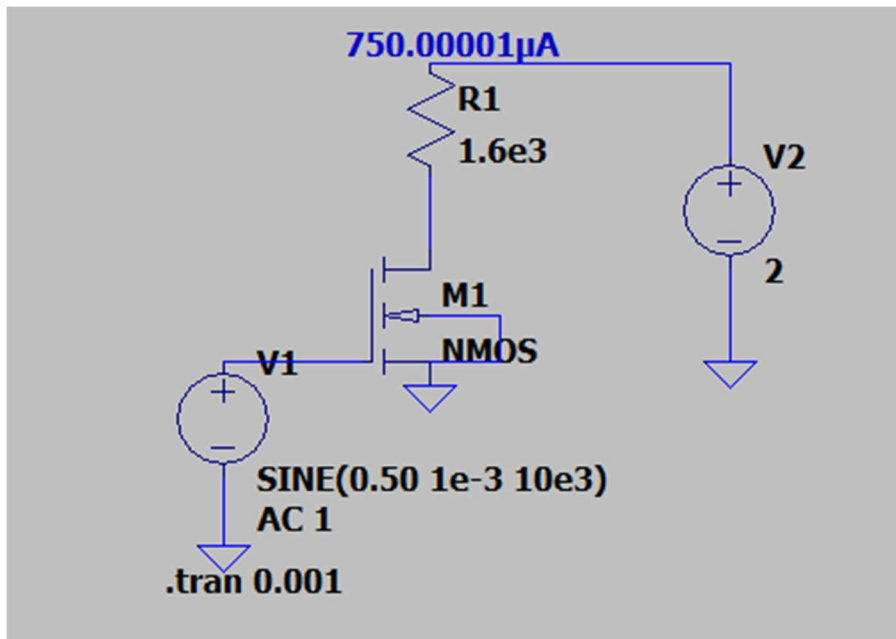 750.00001µA
R1
1.6e3
V2
2
M1
NMOS
V1
SINE(0.50 1e-3 10e3)
AC 1
.tran 0.001